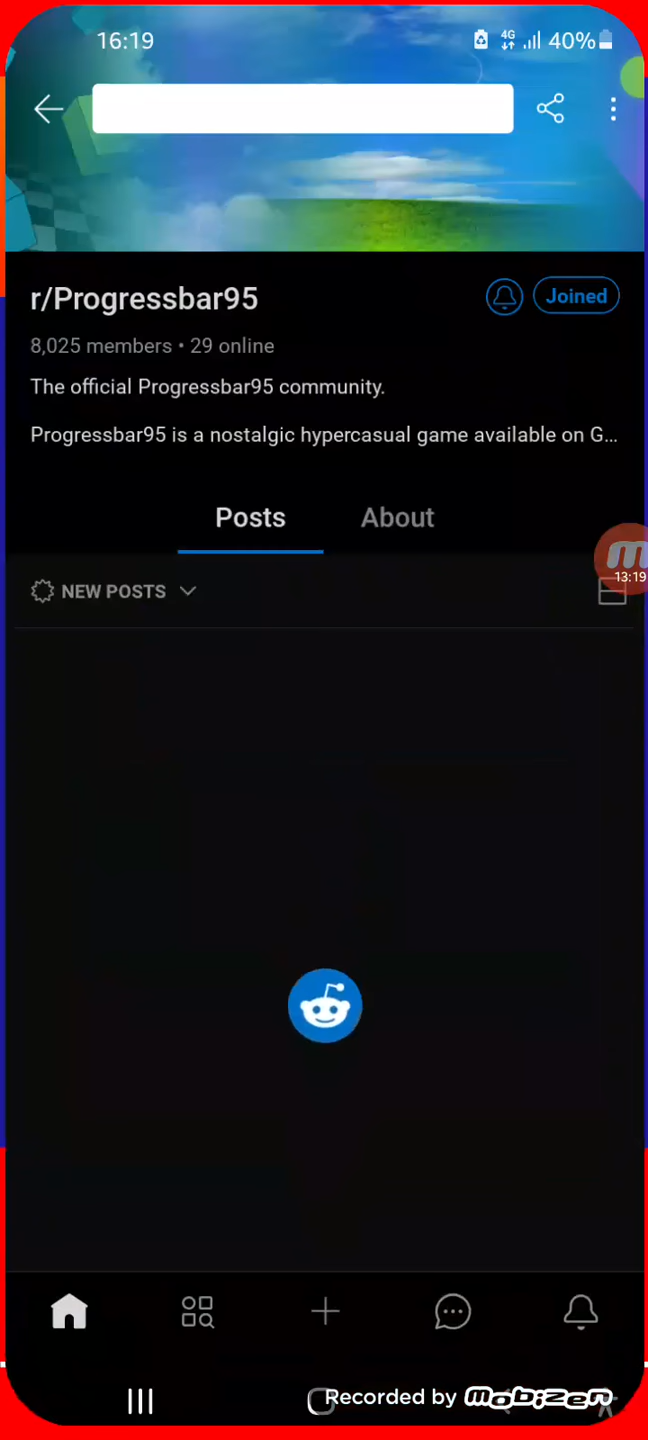 16:19
4G
40%
r/Progressbar95
Joined
8,025 members • 29 online
The official Progressbar95 community.
Progressbar95 is a nostalgic hypercasual game available on G...
Posts
About
13:19
NEW POSTS
Recorded by mobizen